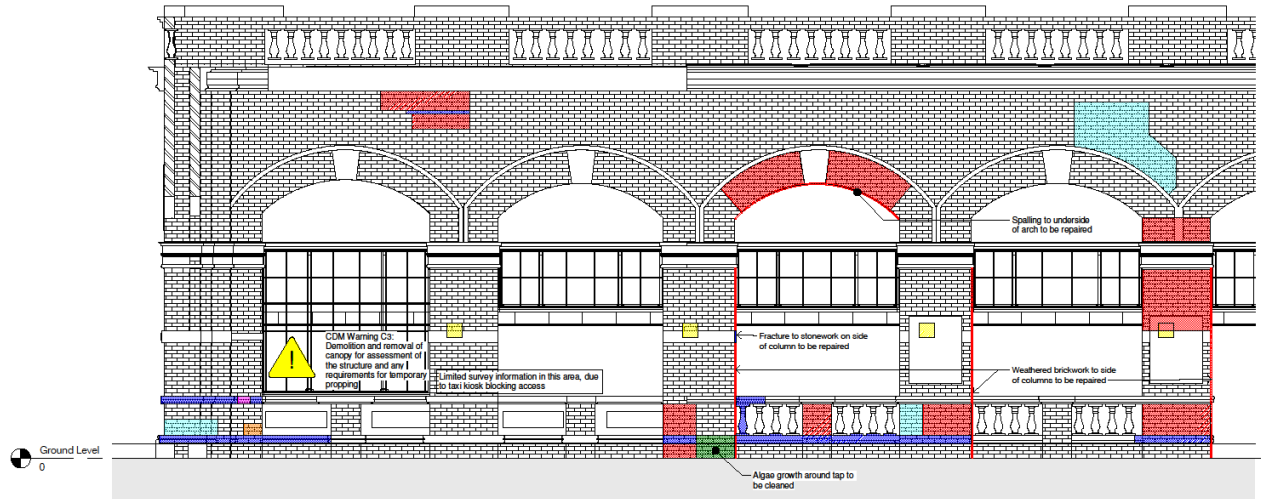 Spalling to underside
of arch to be repaired
CDM Warning C3:
Demolition and removal of
canopy for assessment of
the structure and any
requirements for temporary
propping
!
Fracture to stonework on side
of column to be repaired
Limited survey information in this area, due
to taxi kiosk blocking access
Weathered brickwork to side
of columns to be repaired
Ground Level
0
Algae growth around tap to
be cleaned